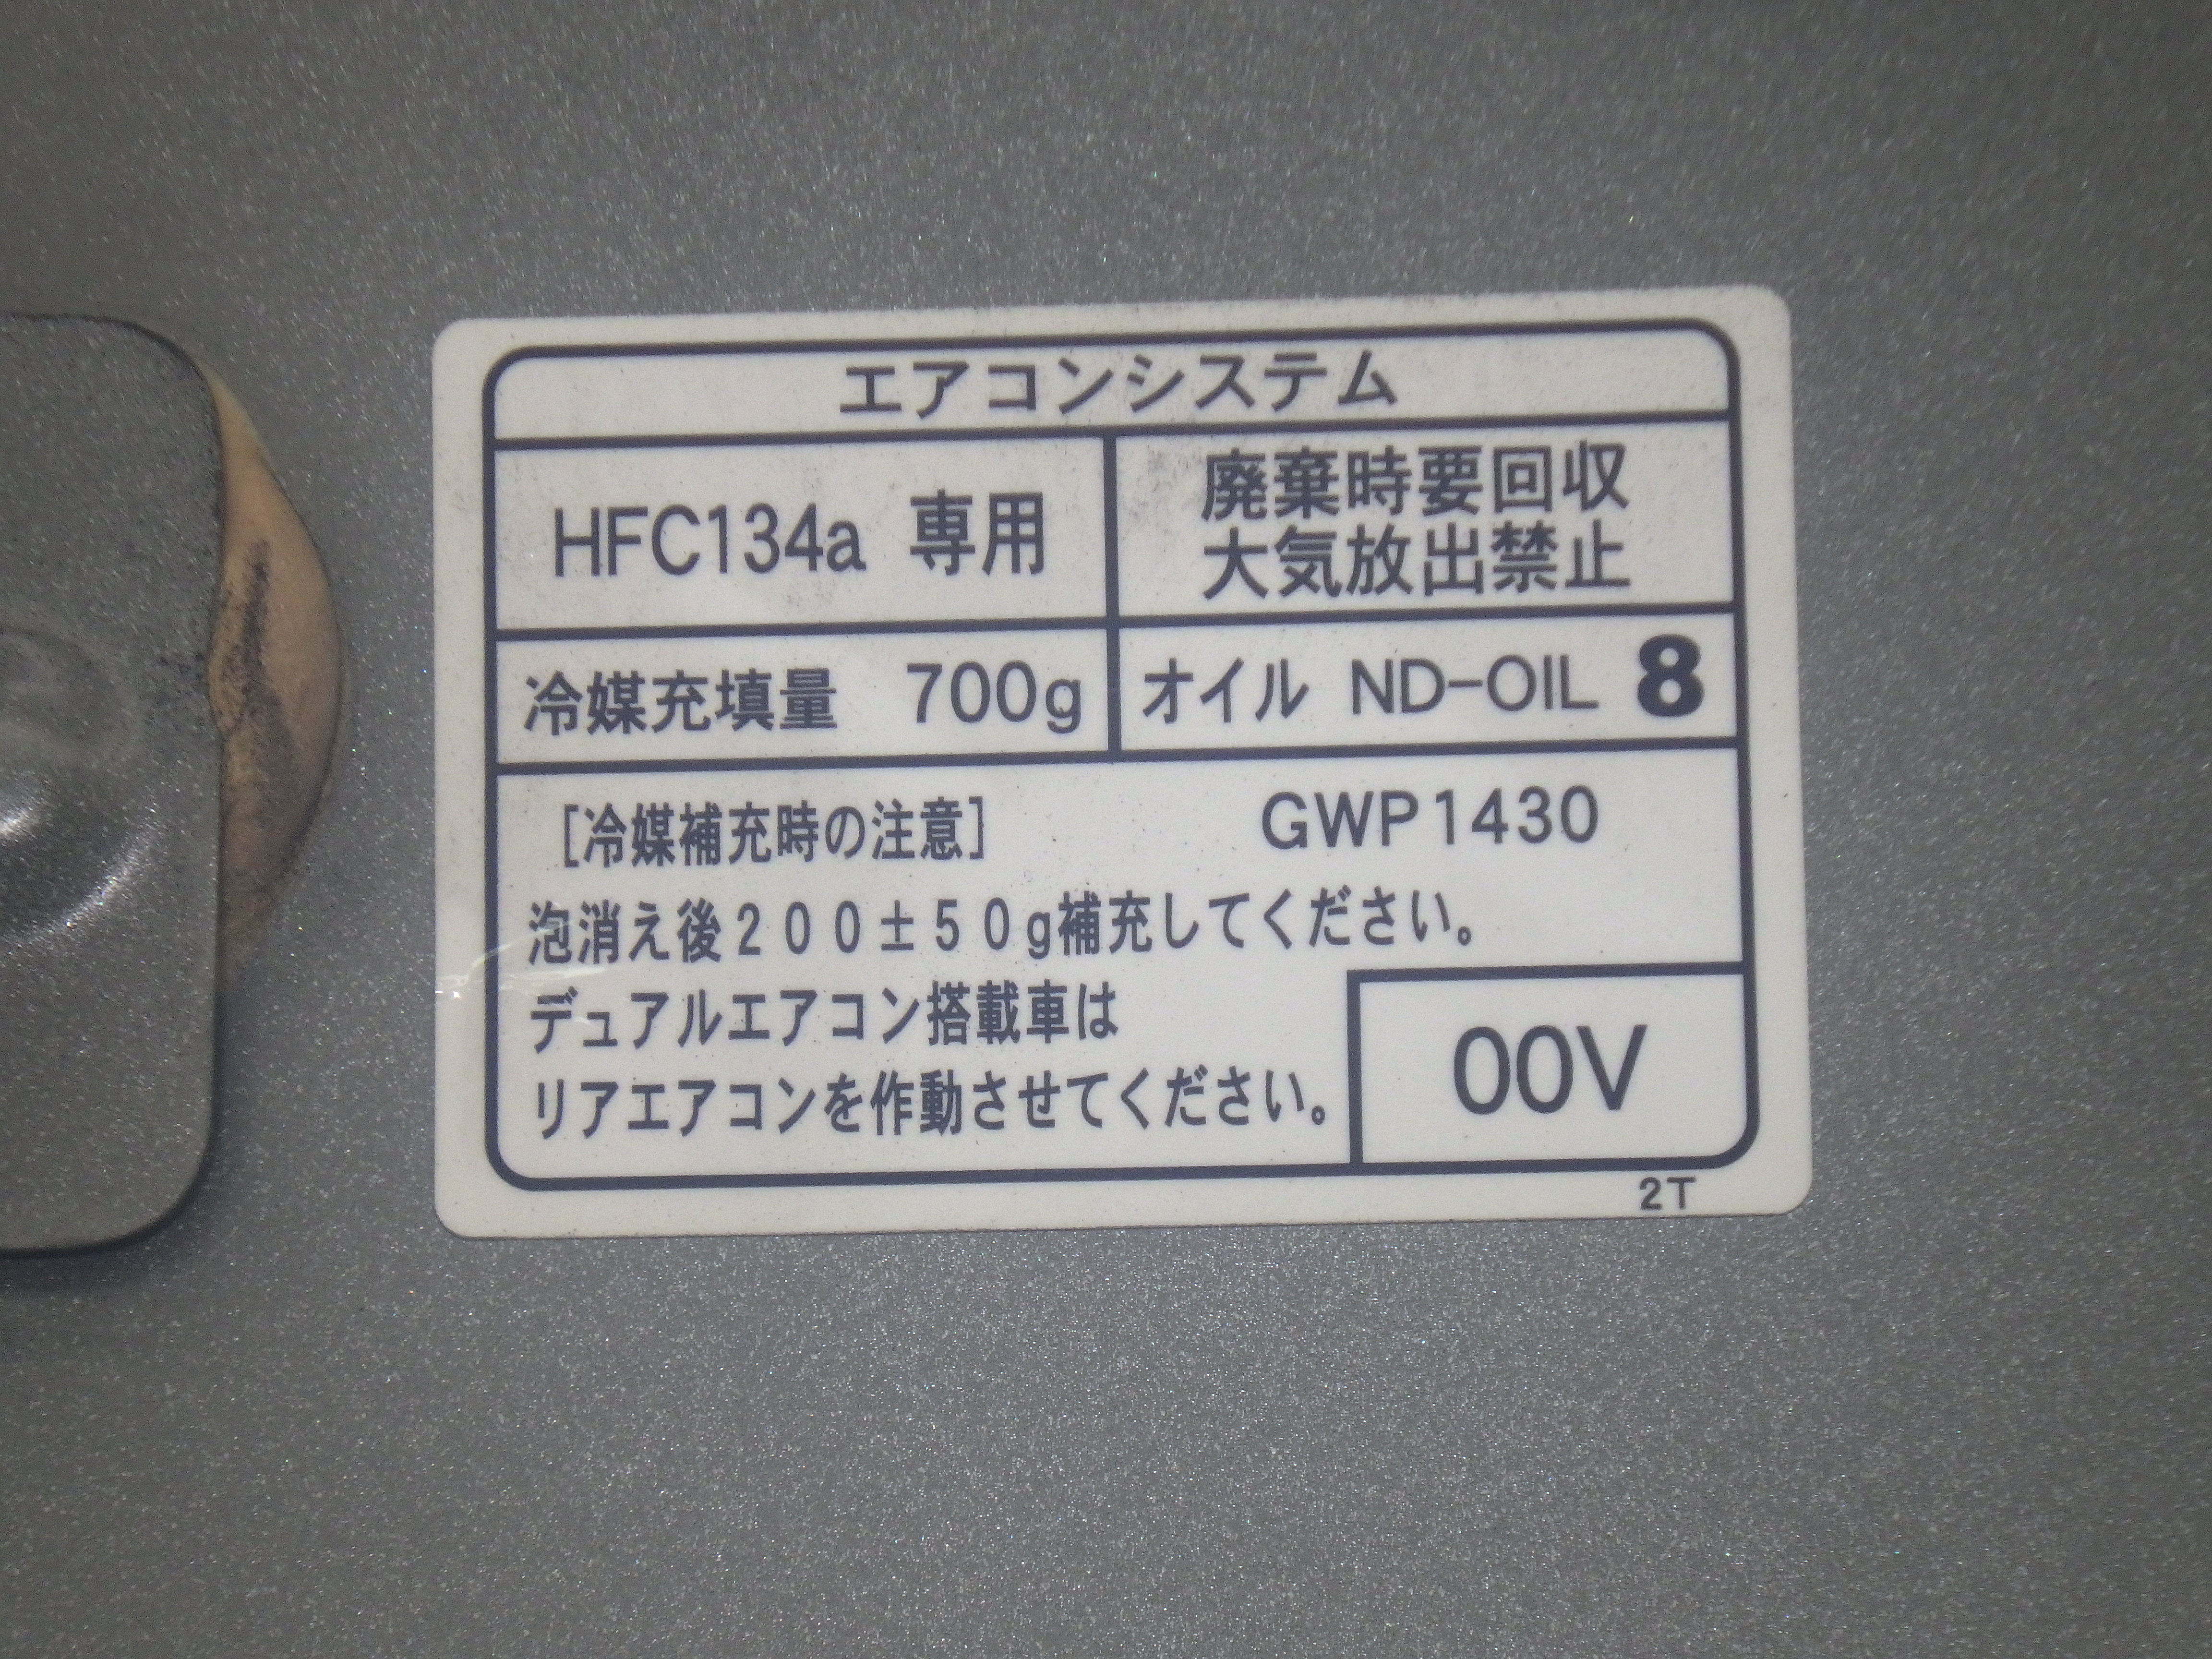 エアコンシステム
HFC134a 専用
廃棄時要回収
大気放出禁止
冷媒充填量 700g
オイル ND-OIL 8
[冷媒補充時の注意] GWP1430
泡消え後200±50g補充してください。
デュアルエアコン搭載車は
リアエアコンを作動させてください。
00V
2T